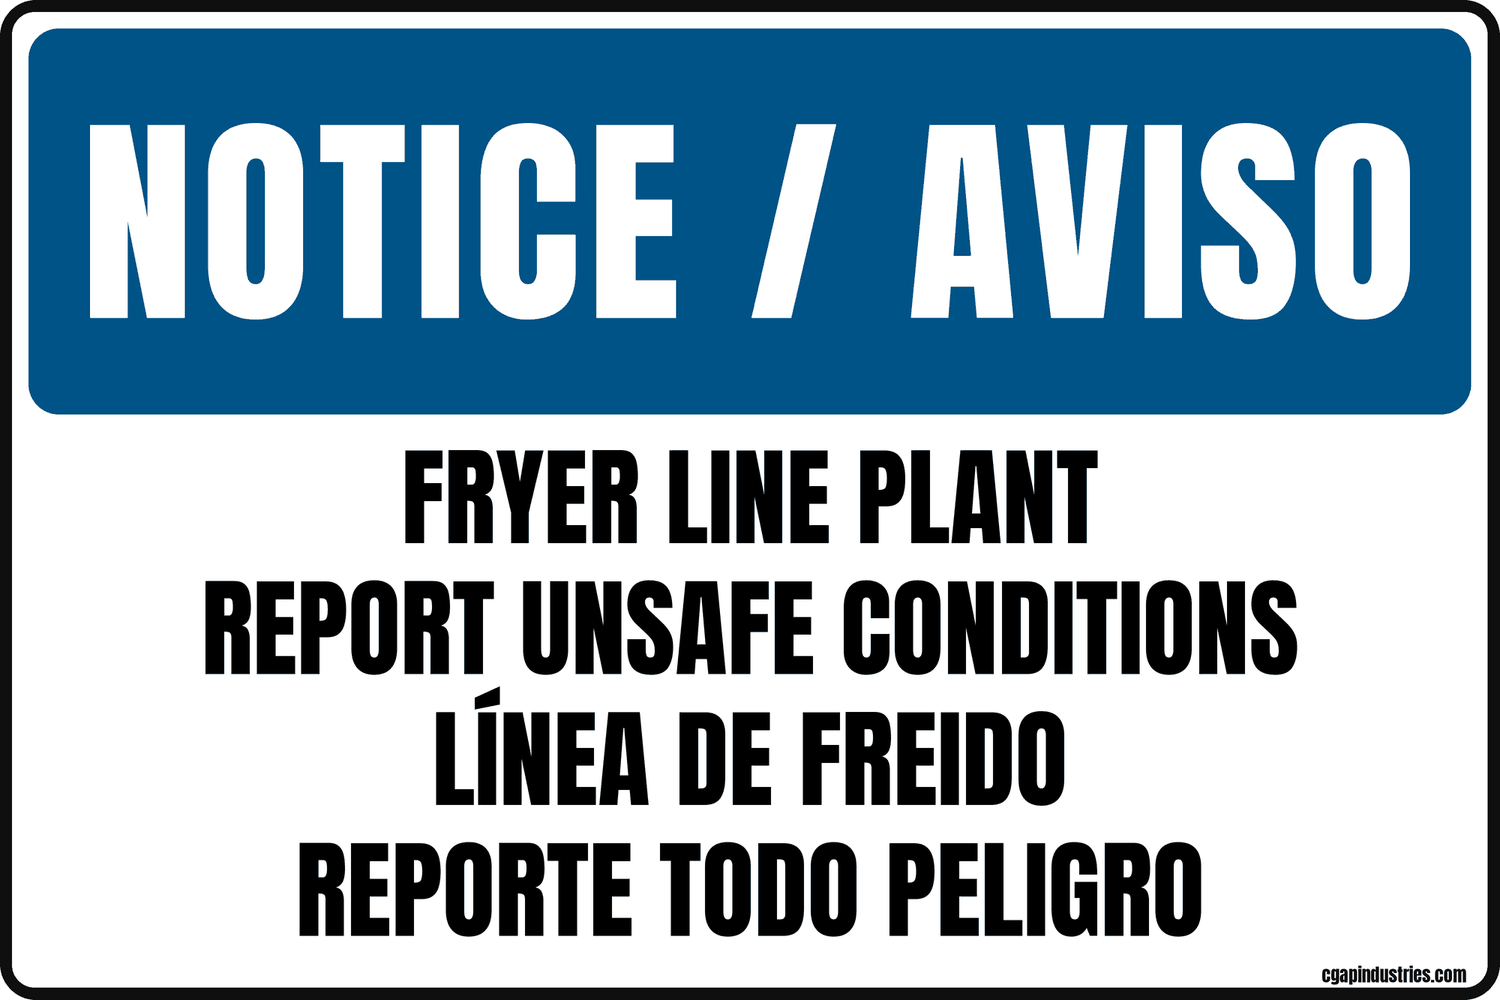 NOTICE / AVISO
FRYER LINE PLANT
REPORT UNSAFE CONDITIONS
LÍNEA DE FREIDO
REPORTE TODO PELIGRO
cgapindustries.com